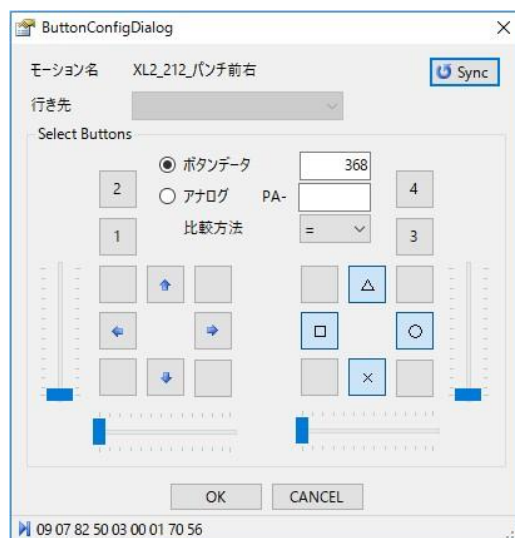 ButtonConfigDialog
モーション名 XL2_212_パンチ前右
Sync
行き先
Select Buttons
ボタンデータ 368
2
アナログ PA-
4
1
比較方法 =
3
△
□ ○
×
OK CANCEL
09 07 82 50 03 00 01 70 56